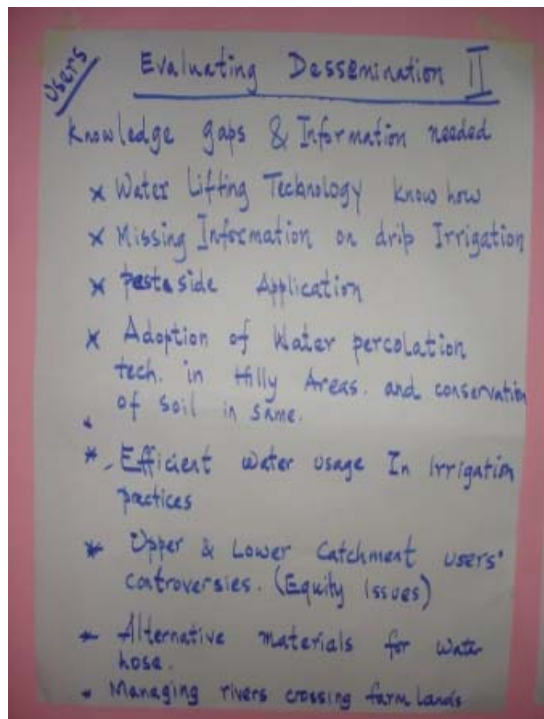 Users
Evaluating Dessemination II
Knowledge gaps & Information needed
* Water Lifting Technology know how
* Missing Information on drip Irrigation
* Pesteside Application
* Adoption of Water percolation
tech. in Hilly Areas. and conservation
of soil in same.
* Efficient water usage In Irrigation
practices
* Upper & Lower Catchment users'
controversies. (Equity Issues)
* Alternative materials for water
hose.
* Managing rivers crossing farm lands